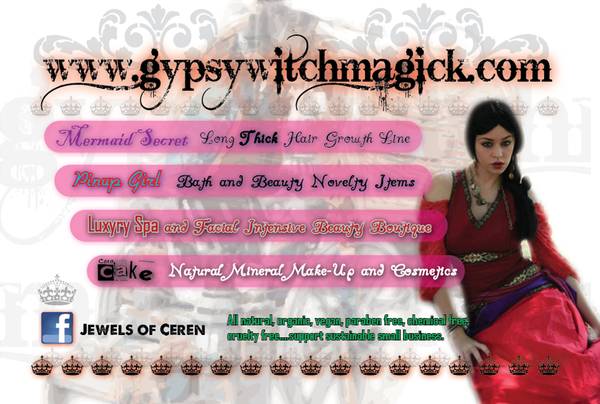 www.gypsywitchmagick.com
Mermaid Secret Long Thick Hair Growth Line
Pinup Girl Bath and Beauty Novelty Items
Luxyry Spa and Facial Intensive Beauty Boutique
Cake Natural Mineral Make-Up and Cosmetics
f JEWELS OF CEREN
All natural, organic, vegan, paraben free, chemical free,
cruelty free....support sustainable small business.